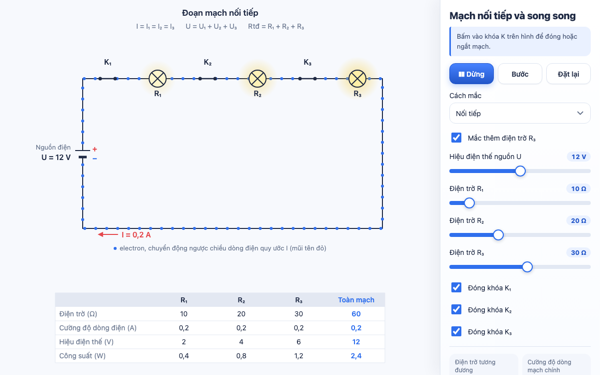 Đoạn mạch nối tiếp
I = I₁ = I₂ = I₃ U = U₁ + U₂ + U₃ Rtđ = R₁ + R₂ + R₃
K₁ K₂ K₃
R₁ R₂ R₃
Nguồn điện
U = 12 V
+
−
I = 0,2 A
electron, chuyển động ngược chiều dòng điện quy ước I (mũi tên đỏ)
R₁ R₂ R₃ Toàn mạch
Điện trở (Ω) 10 20 30 60
Cường độ dòng điện (A) 0,2 0,2 0,2 0,2
Hiệu điện thế (V) 2 4 6 12
Công suất (W) 0,4 0,8 1,2 2,4
Mạch nối tiếp và song song
Bấm vào khóa K trên hình để đóng hoặc
ngắt mạch.
Dừng Bước Đặt lại
Cách mắc
Nối tiếp
Mắc thêm điện trở R₃
Hiệu điện thế nguồn U 12 V
Điện trở R₁ 10 Ω
Điện trở R₂ 20 Ω
Điện trở R₃ 30 Ω
Đóng khóa K₁
Đóng khóa K₂
Đóng khóa K₃
Điện trở tương
đương
Cường độ dòng
mạch chính